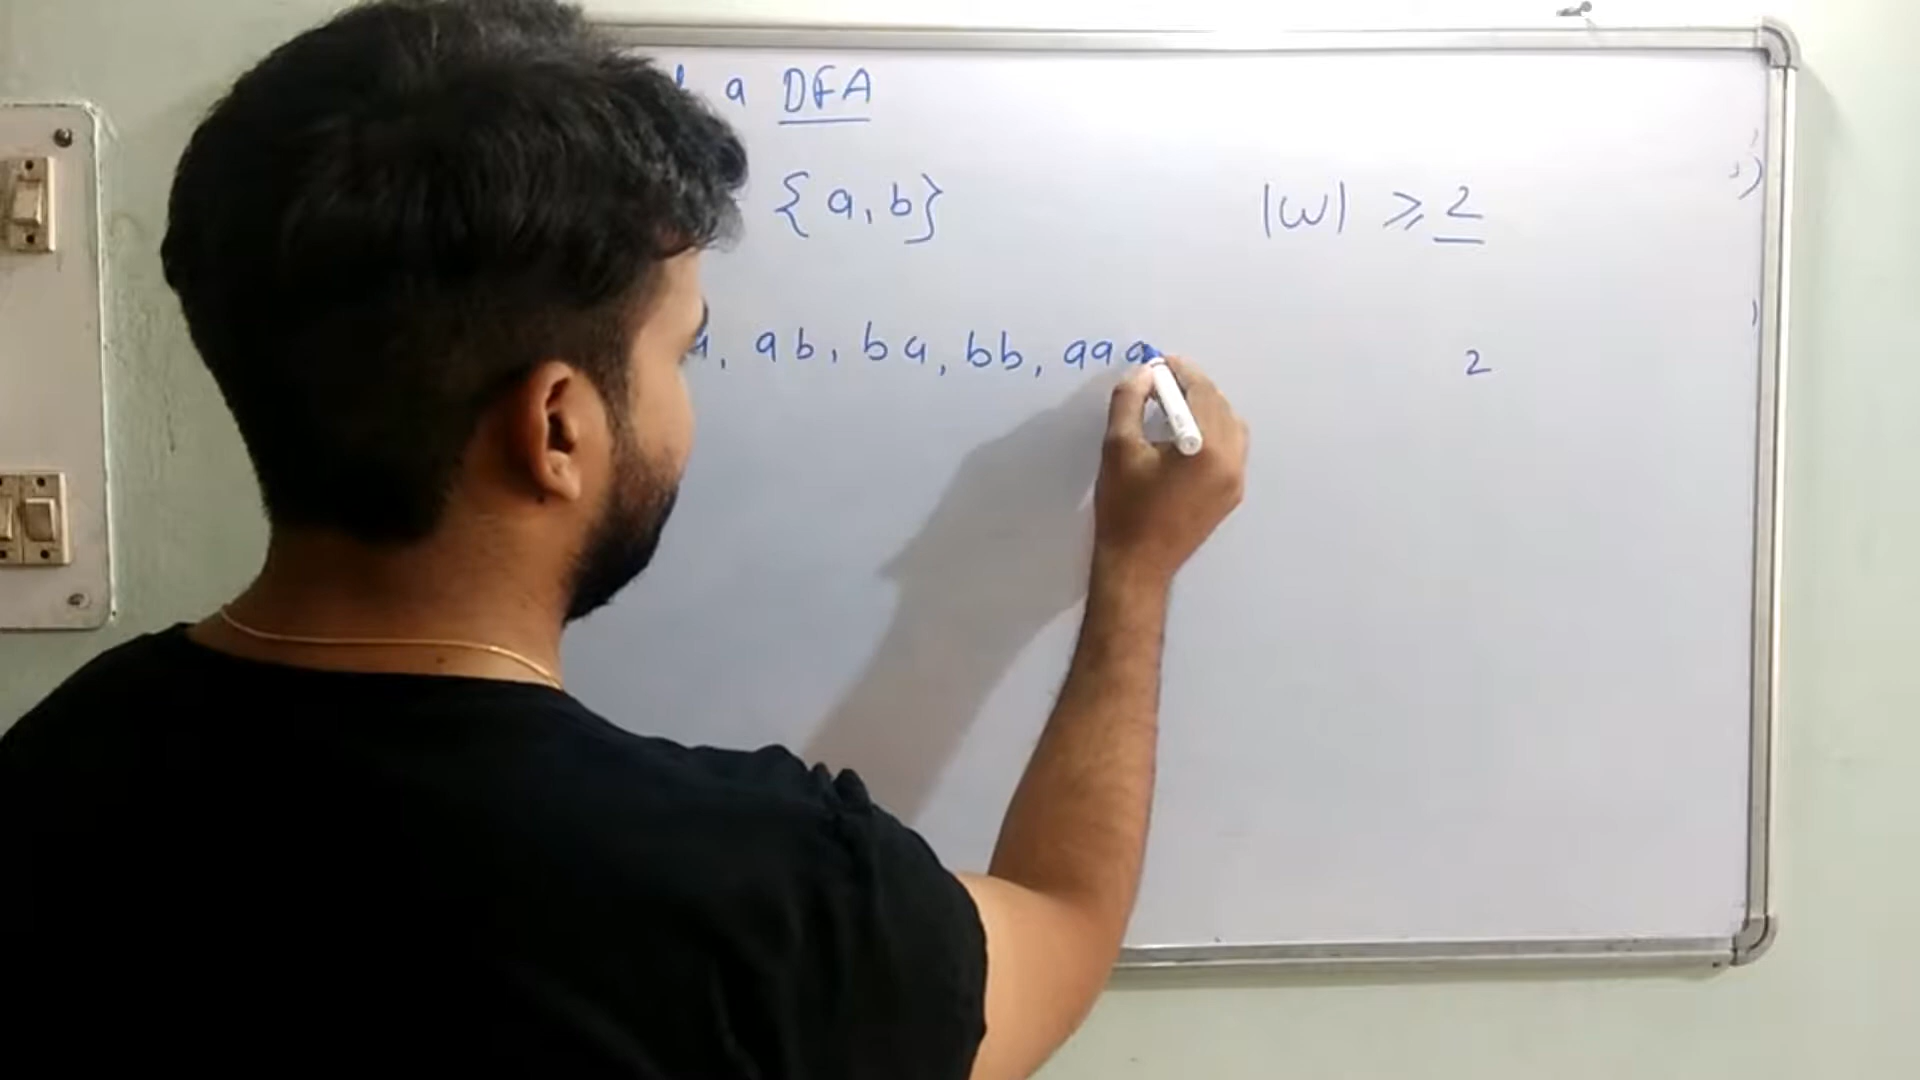 a DFA
{a, b} |w| ≥ 2
ab, ba, bb, aaa 2